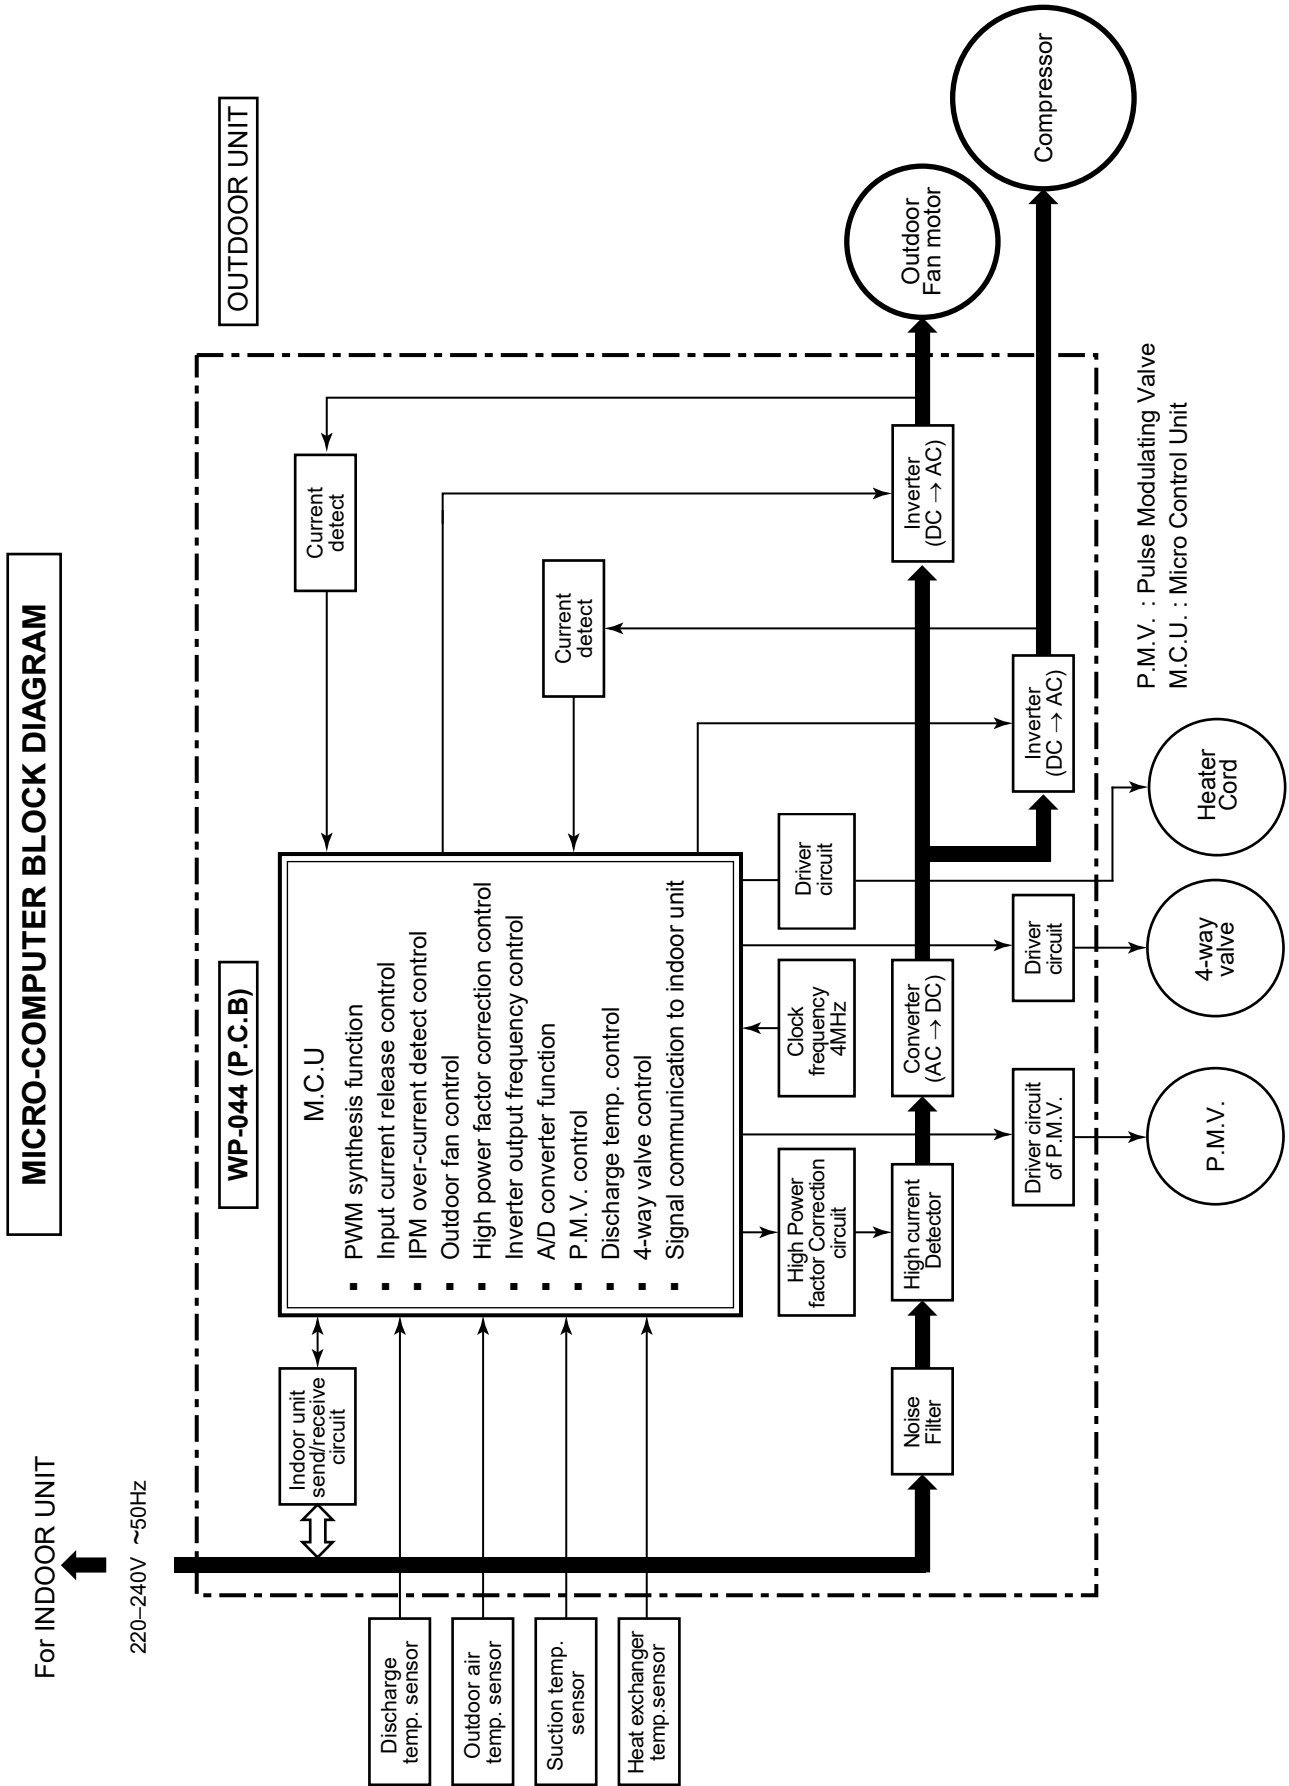 MICRO-COMPUTER BLOCK DIAGRAM
For INDOOR UNIT
220–240V ~50Hz
WP-044 (P.C.B)
OUTDOOR UNIT
Indoor unit
send/receive
circuit
M.C.U
▪ PWM synthesis function
▪ Input current release control
▪ IPM over-current detect control
▪ Outdoor fan control
▪ High power factor correction control
▪ Inverter output frequency control
▪ A/D converter function
▪ P.M.V. control
▪ Discharge temp. control
▪ 4-way valve control
▪ Signal communication to indoor unit
Current
detect
Current
detect
Discharge
temp. sensor
Outdoor air
temp. sensor
Suction temp.
sensor
Heat exchanger
temp.sensor
High Power
factor Correction
circuit
Clock
frequency
4MHz
Driver
circuit
Noise
Filter
High current
Detector
Converter
(AC → DC)
Inverter
(DC → AC)
Outdoor
Fan motor
Driver circuit
of P.M.V.
Driver
circuit
Inverter
(DC → AC)
Compressor
P.M.V.
4-way
valve
Heater
Cord
P.M.V. : Pulse Modulating Valve
M.C.U. : Micro Control Unit